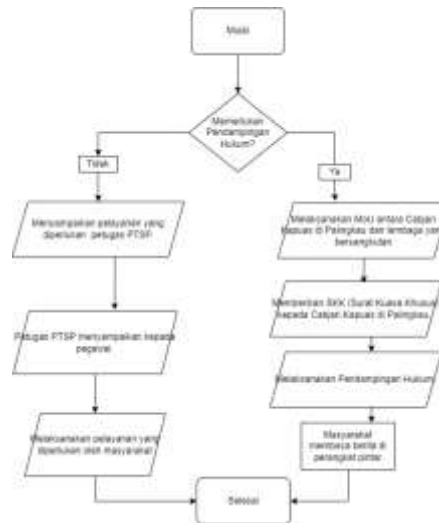 Mulai
Memerlukan
Pendampingan
Hukum?
Tidak
Ya
Menyampaikan pelayanan yang
diperlukan petugas PTSP
Melaksanakan MoU antara Cabjari
Kapuas di Palingkau dan lembaga yang
bersangkutan
Memberikan SKK (Surat Kuasa Khusus)
kepada Cabjari Kapuas di Palingkau
Petugas PTSP menyampaikan kepada
pegawai
Melaksanakan Pendampingan Hukum
Melaksanakan pelayanan yang
diperlukan oleh masyarakat
Masyarakat
membaca berita di
perangkat pintar
Selesai